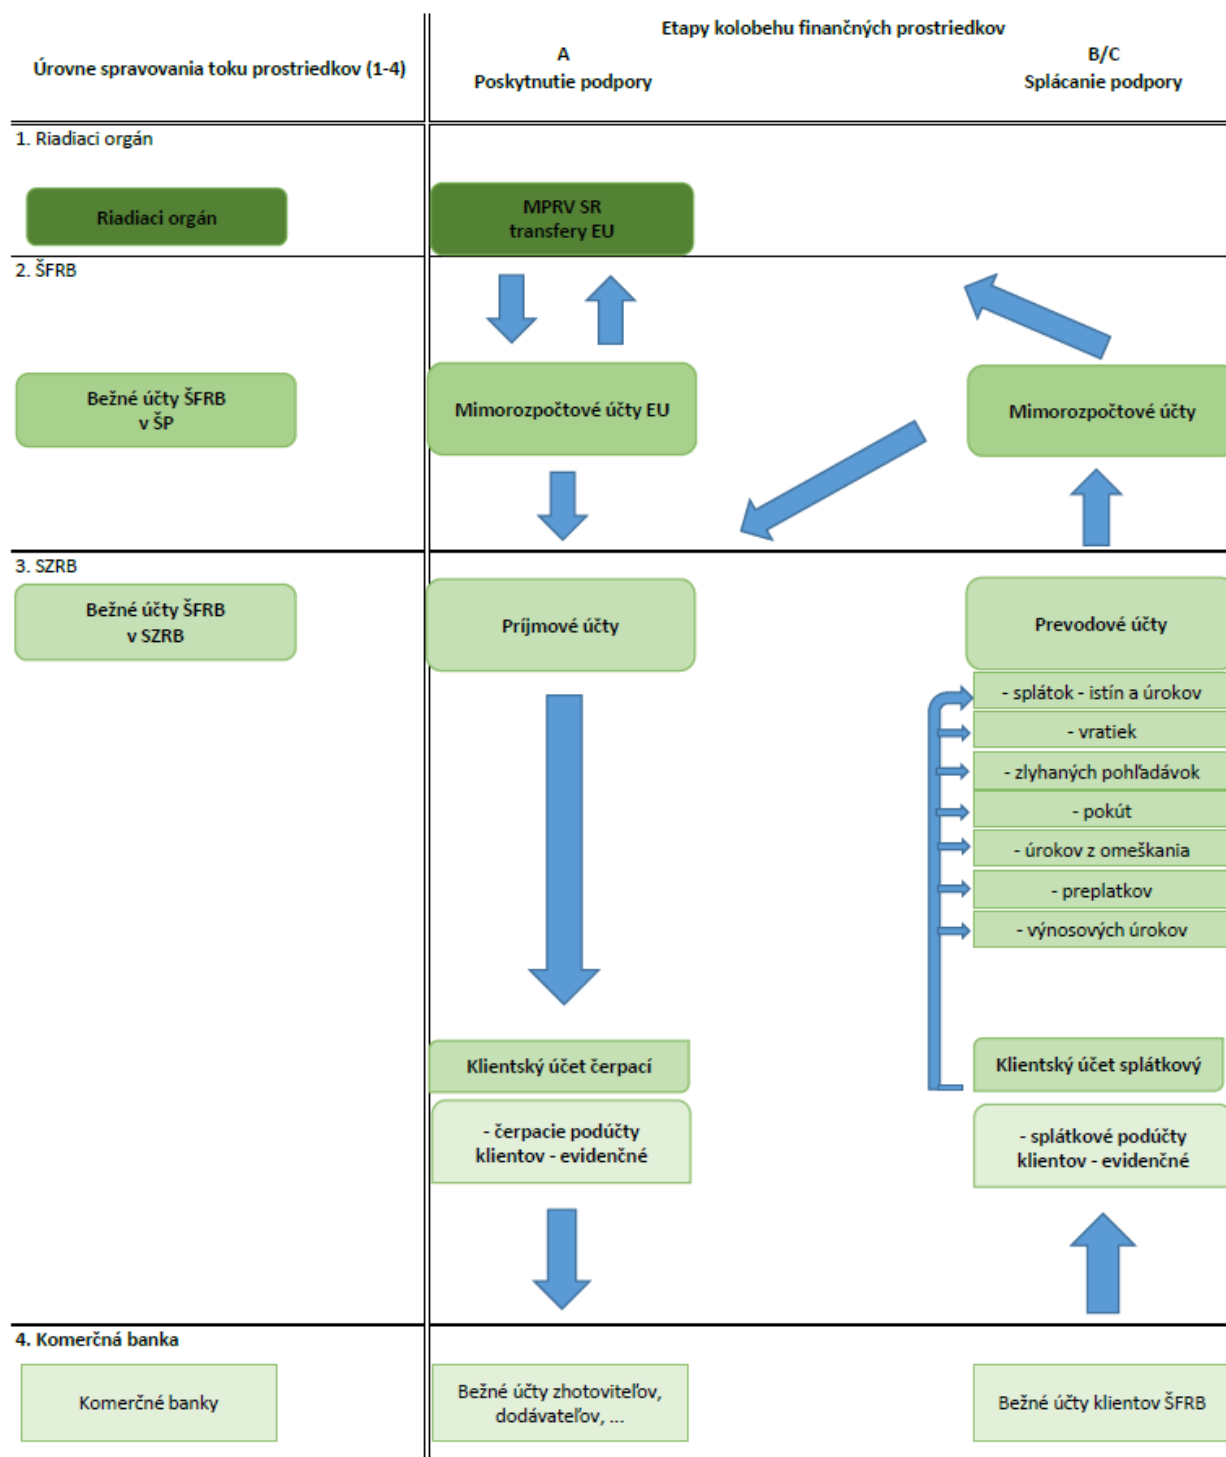 Etapy kolobehu finančných prostriedkov
Úrovne spravovania toku prostriedkov (1-4)
A
Poskytnutie podpory
B/C
Splácanie podpory
1. Riadiaci orgán
Riadiaci orgán
MPRV SR
transfery EU
2. ŠFRB
Bežné účty ŠFRB
v ŠP
Mimorozpočtové účty EU
Mimorozpočtové účty
3. SZRB
Bežné účty ŠFRB
v SZRB
Príjmové účty
Prevodové účty
- splátok - istín a úrokov
- vratiek
- zlyhaných pohľadávok
- pokút
- úrokov z omeškania
- preplatkov
- výnosových úrokov
Klientský účet čerpací
- čerpacie podúčty
klientov - evidenčné
Klientský účet splátkový
- splátkové podúčty
klientov - evidenčné
4. Komerčná banka
Komerčné banky
Bežné účty zhotoviteľov,
dodávateľov, ...
Bežné účty klientov ŠFRB